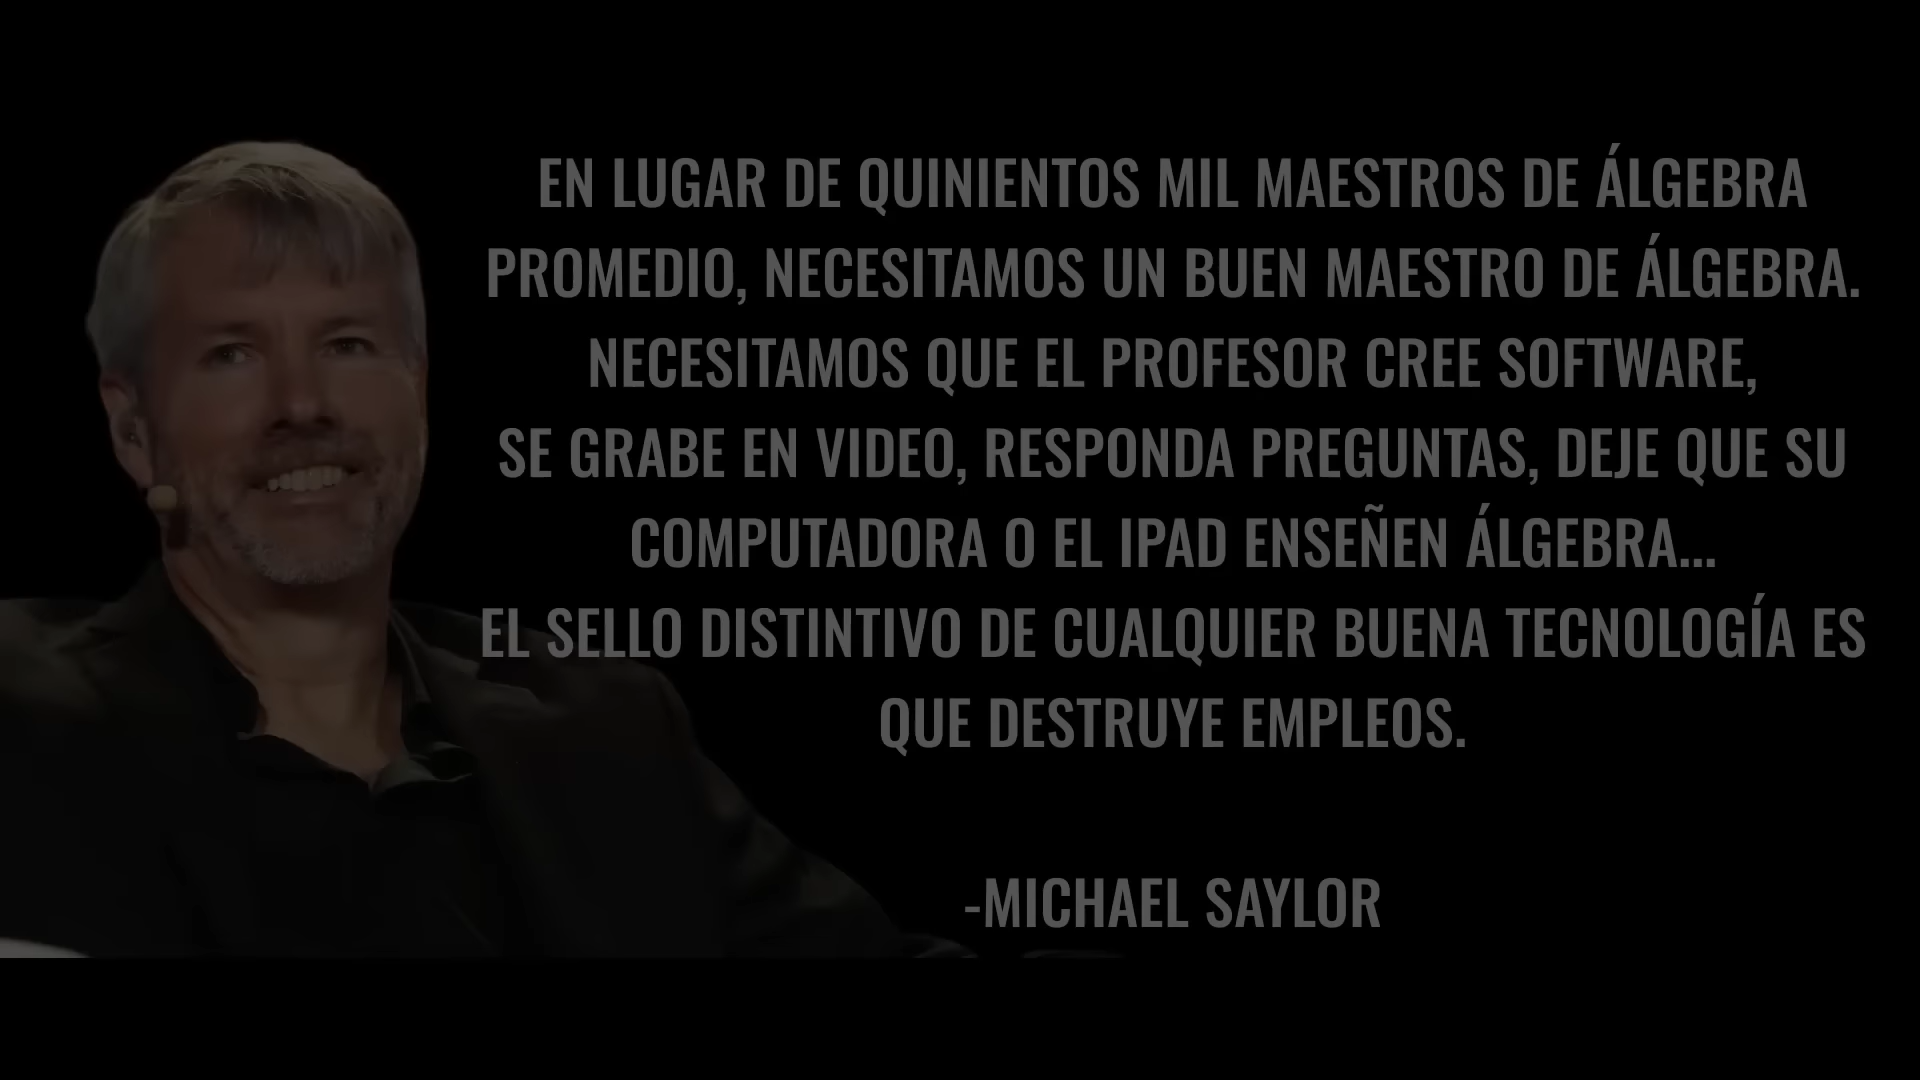 EN LUGAR DE QUINIENTOS MIL MAESTROS DE ÁLGEBRA
PROMEDIO, NECESITAMOS UN BUEN MAESTRO DE ÁLGEBRA.
NECESITAMOS QUE EL PROFESOR CREE SOFTWARE,
SE GRABE EN VIDEO, RESPONDA PREGUNTAS, DEJE QUE SU
COMPUTADORA O EL IPAD ENSEÑEN ÁLGEBRA...
EL SELLO DISTINTIVO DE CUALQUIER BUENA TECNOLOGÍA ES
QUE DESTRUYE EMPLEOS.
-MICHAEL SAYLOR